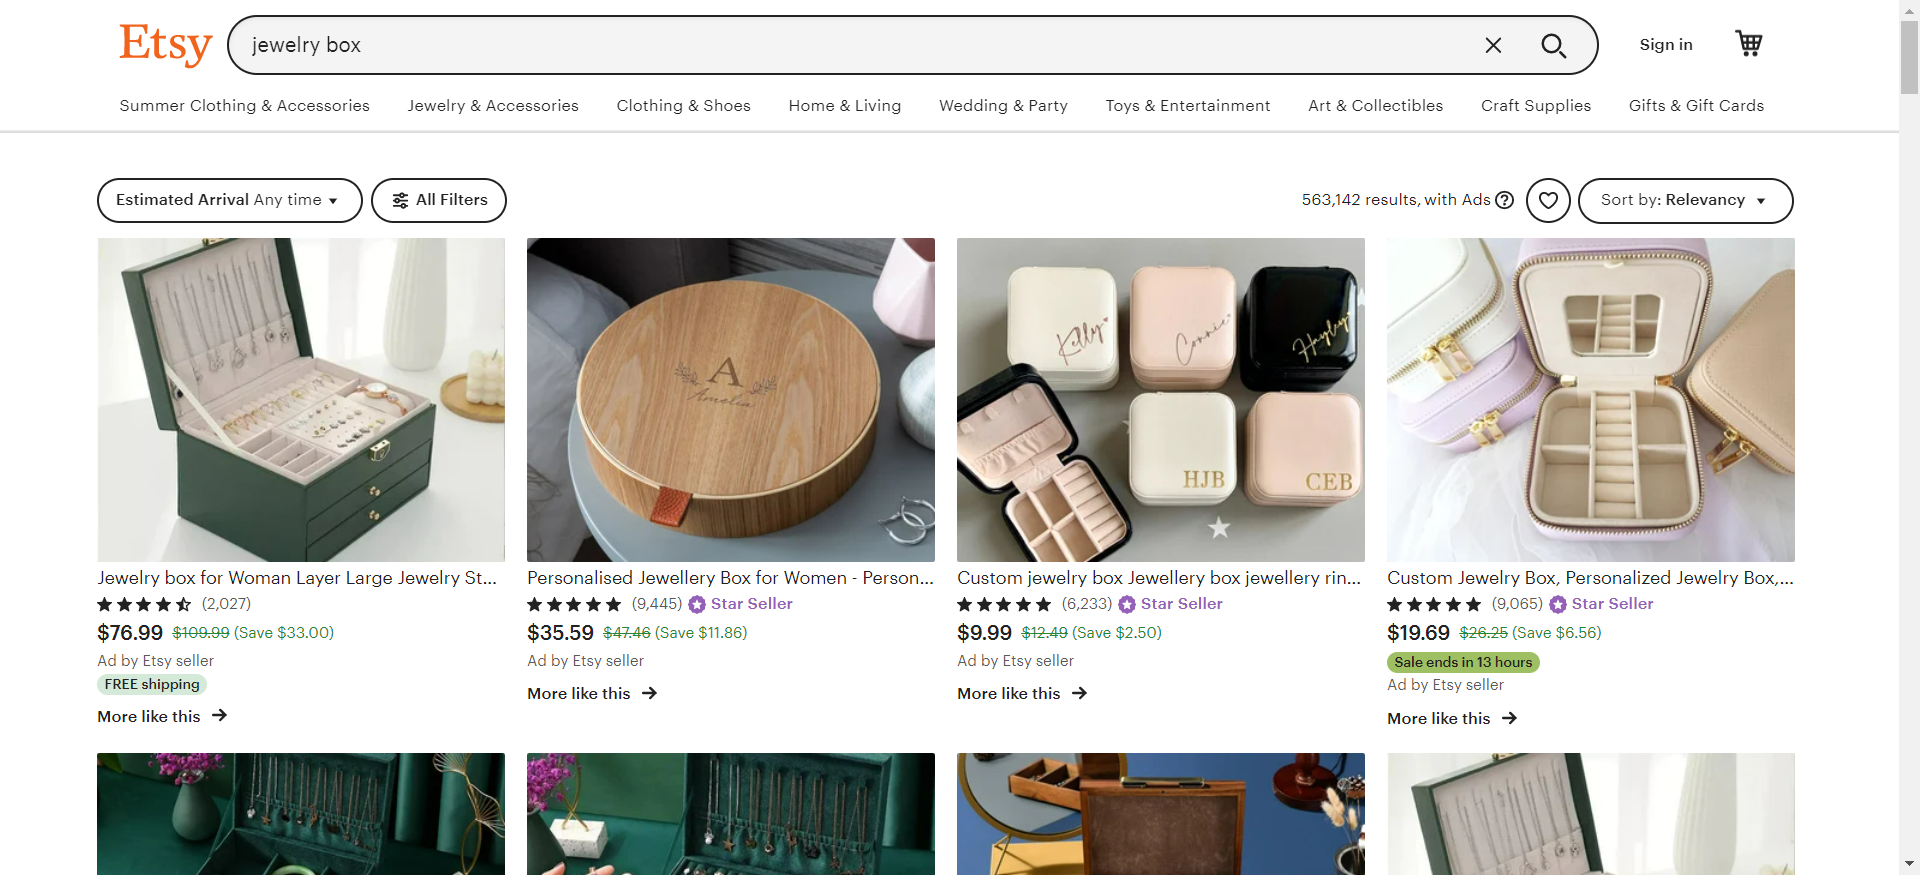 Etsy
jewelry box
Sign in
Summer Clothing & Accessories
Jewelry & Accessories
Clothing & Shoes
Home & Living
Wedding & Party
Toys & Entertainment
Art & Collectibles
Craft Supplies
Gifts & Gift Cards
Estimated Arrival Any time
All Filters
563,142 results, with Ads
Sort by: Relevancy
A
Amelia
Kelly
Connie
Hayley
HJB
CEB
Jewelry box for Woman Layer Large Jewelry St...
(2,027)
$76.99 $109.99 (Save $33.00)
Ad by Etsy seller
FREE shipping
More like this
Personalised Jewellery Box for Women - Person...
(9,445) Star Seller
$35.59 $47.46 (Save $11.86)
Ad by Etsy seller
More like this
Custom jewelry box Jewellery box jewellery rin...
(6,233) Star Seller
$9.99 $12.49 (Save $2.50)
Ad by Etsy seller
More like this
Custom Jewelry Box, Personalized Jewelry Box,...
(9,065) Star Seller
$19.69 $26.25 (Save $6.56)
Sale ends in 13 hours
Ad by Etsy seller
More like this